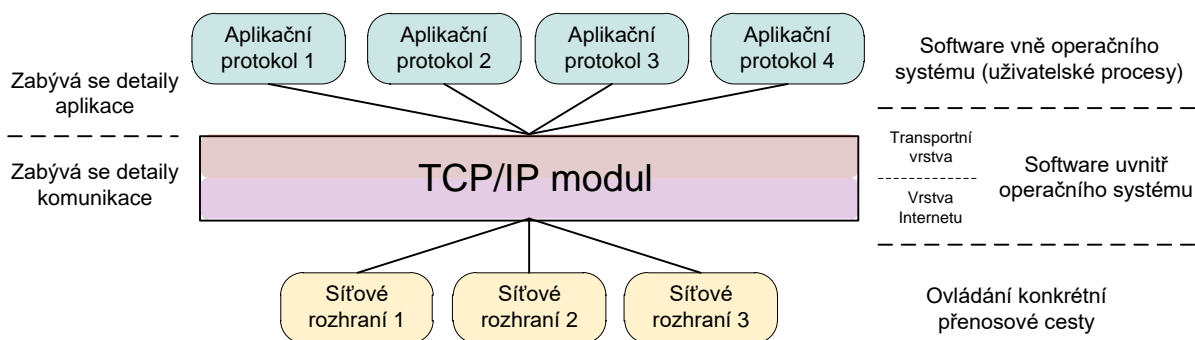 Aplikační
protokol 1
Aplikační
protokol 2
Aplikační
protokol 3
Aplikační
protokol 4
Software vně operačního
systému (uživatelské procesy)
Zabývá se detaily
aplikace
Zabývá se detaily
komunikace
TCP/IP modul
Transportní
vrstva
Vrstva
Internetu
Software uvnitř
operačního systému
Síťové
rozhraní 1
Síťové
rozhraní 2
Síťové
rozhraní 3
Ovládání konkrétní
přenosové cesty